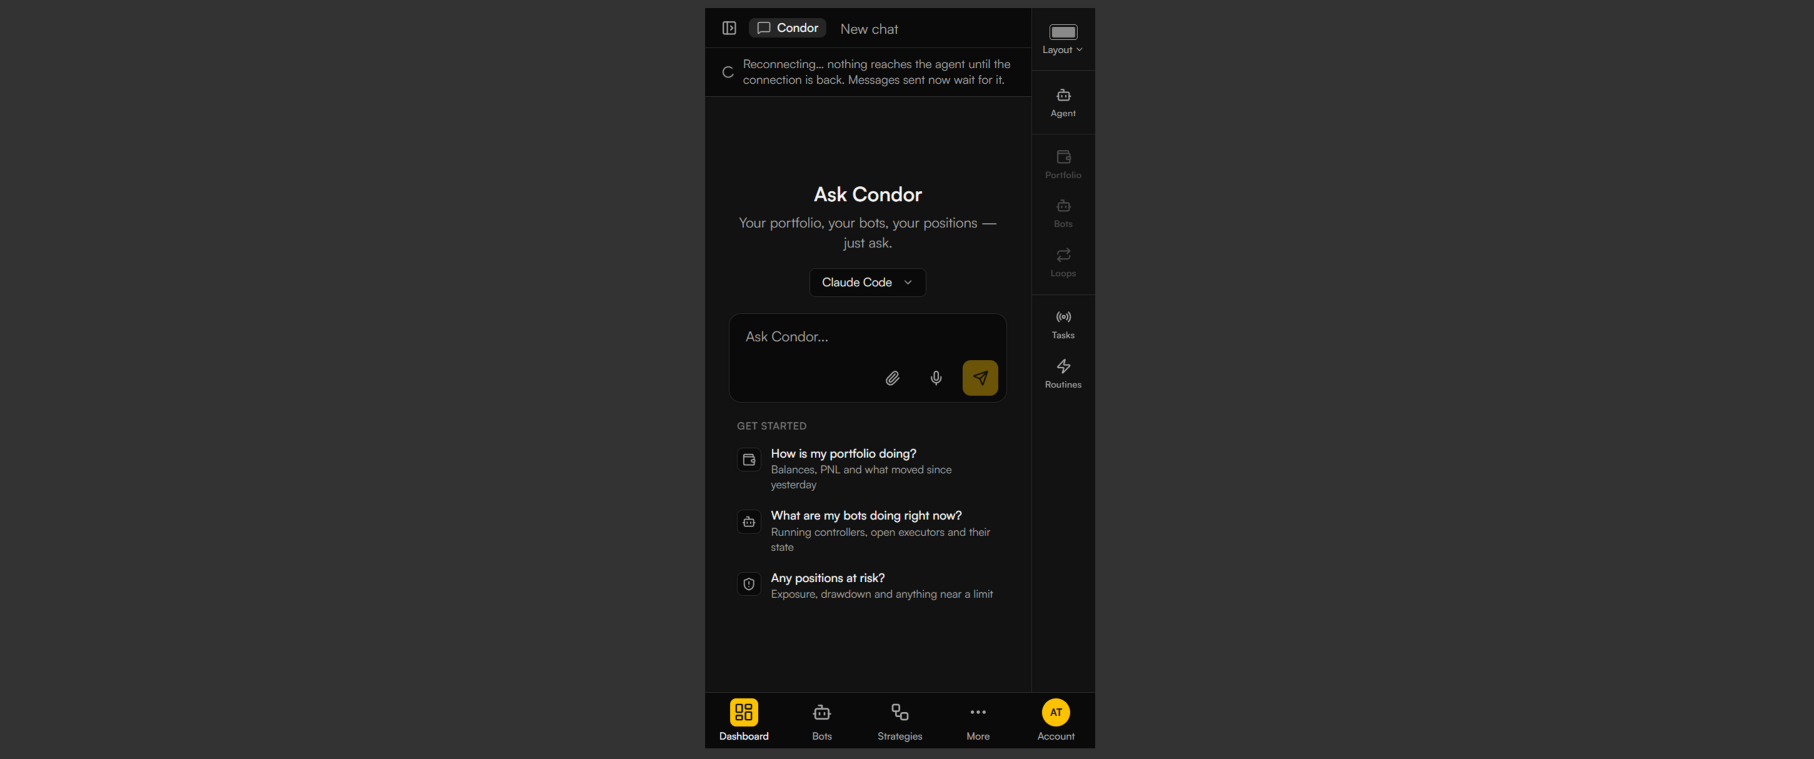 Condor
New chat
Layout
Reconnecting... nothing reaches the agent until the
connection is back. Messages sent now wait for it.
Agent
Portfolio
Bots
Loops
Tasks
Routines
Ask Condor
Your portfolio, your bots, your positions —
just ask.
Claude Code
Ask Condor...
GET STARTED
How is my portfolio doing?
Balances, PNL and what moved since
yesterday
What are my bots doing right now?
Running controllers, open executors and their
state
Any positions at risk?
Exposure, drawdown and anything near a limit
Dashboard
Bots
Strategies
More
AT
Account